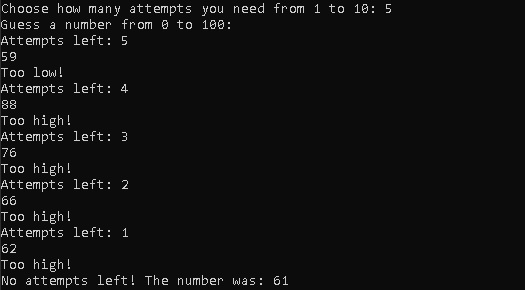 Choose how many attempts you need from 1 to 10: 5
Guess a number from 0 to 100:
Attempts left: 5
59
Too low!
Attempts left: 4
88
Too high!
Attempts left: 3
76
Too high!
Attempts left: 2
66
Too high!
Attempts left: 1
62
Too high!
No attempts left! The number was: 61